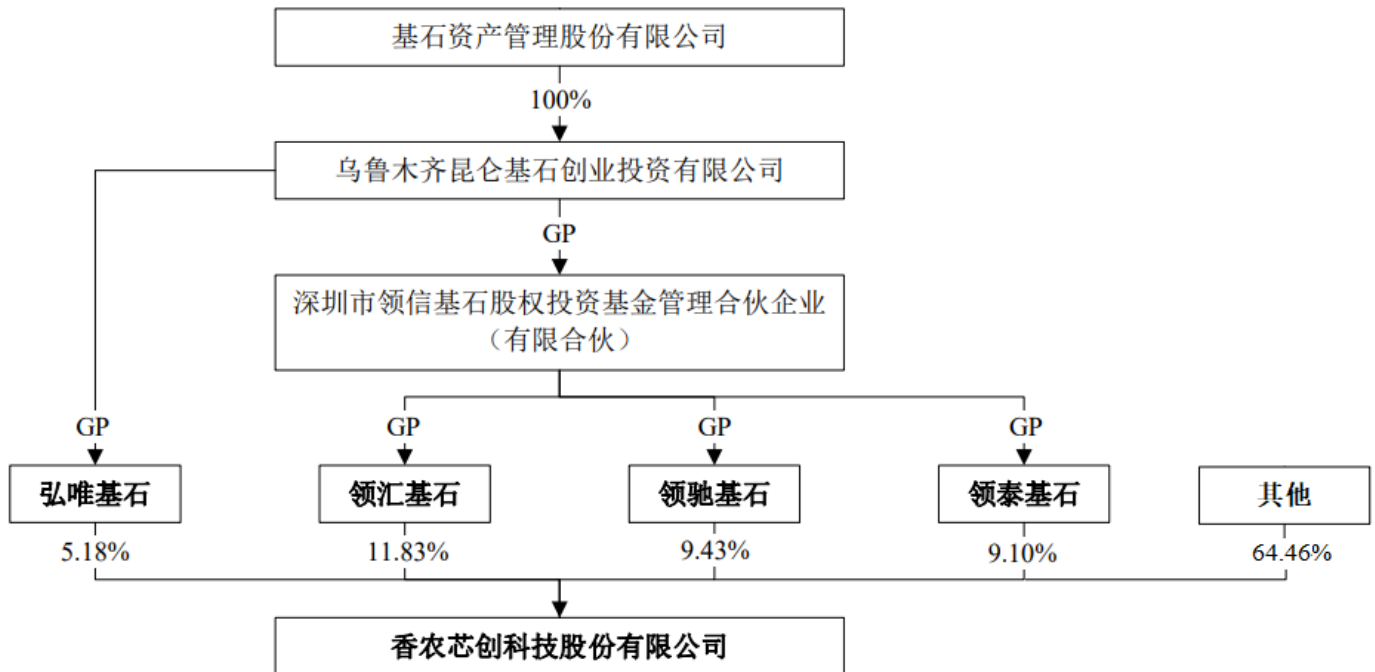 基石资产管理股份有限公司
100%
乌鲁木齐昆仑基石创业投资有限公司
GP
深圳市领信基石股权投资基金管理合伙企业
（有限合伙）
GP
GP
GP
GP
弘唯基石
领汇基石
领驰基石
领泰基石
其他
5.18%
11.83%
9.43%
9.10%
64.46%
香农芯创科技股份有限公司